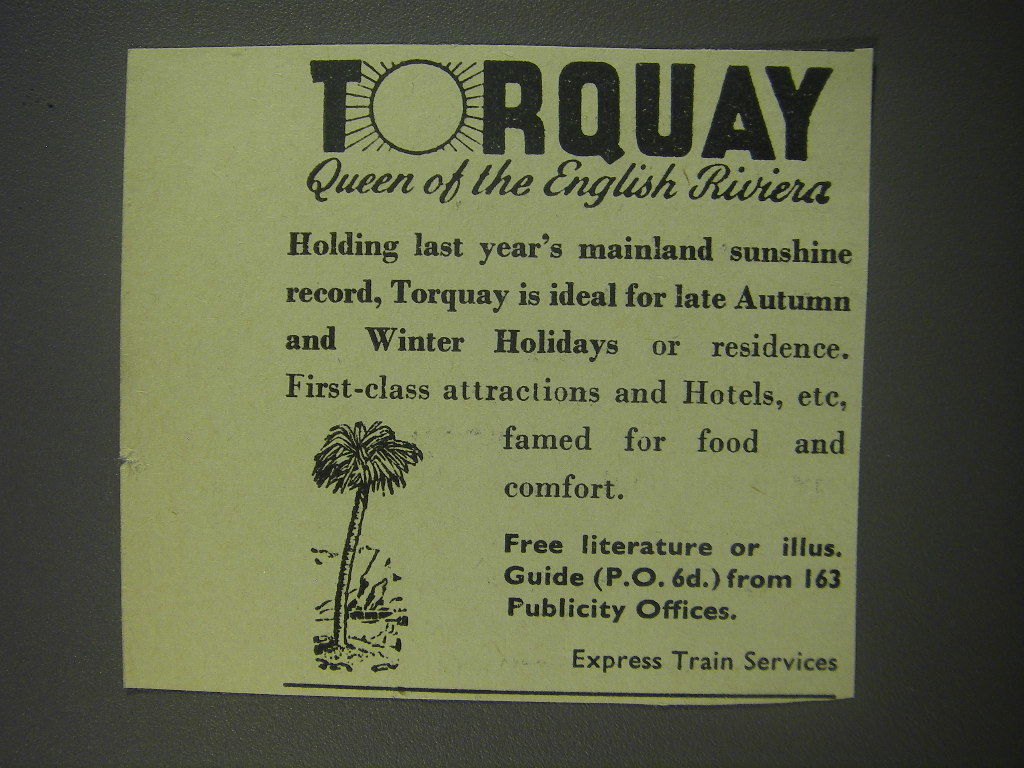 TORQUAY
Queen of the English Riviera
Holding last year's mainland sunshine
record, Torquay is ideal for late Autumn
and Winter Holidays or residence.
First-class attractions and Hotels, etc,
famed for food and
comfort.
Free literature or illus.
Guide (P.O. 6d.) from 163
Publicity Offices.
Express Train Services